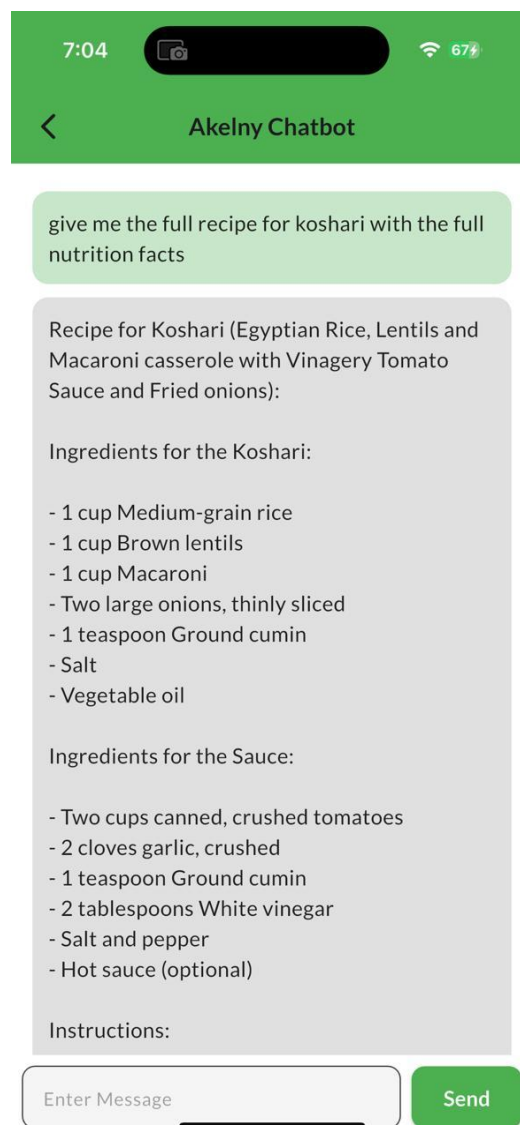 7:04
67
Akelny Chatbot
give me the full recipe for koshari with the full
nutrition facts
Recipe for Koshari (Egyptian Rice, Lentils and
Macaroni casserole with Vinagery Tomato
Sauce and Fried onions):
Ingredients for the Koshari:
- 1 cup Medium-grain rice
- 1 cup Brown lentils
- 1 cup Macaroni
- Two large onions, thinly sliced
- 1 teaspoon Ground cumin
- Salt
- Vegetable oil
Ingredients for the Sauce:
- Two cups canned, crushed tomatoes
- 2 cloves garlic, crushed
- 1 teaspoon Ground cumin
- 2 tablespoons White vinegar
- Salt and pepper
- Hot sauce (optional)
Instructions:
Enter Message
Send